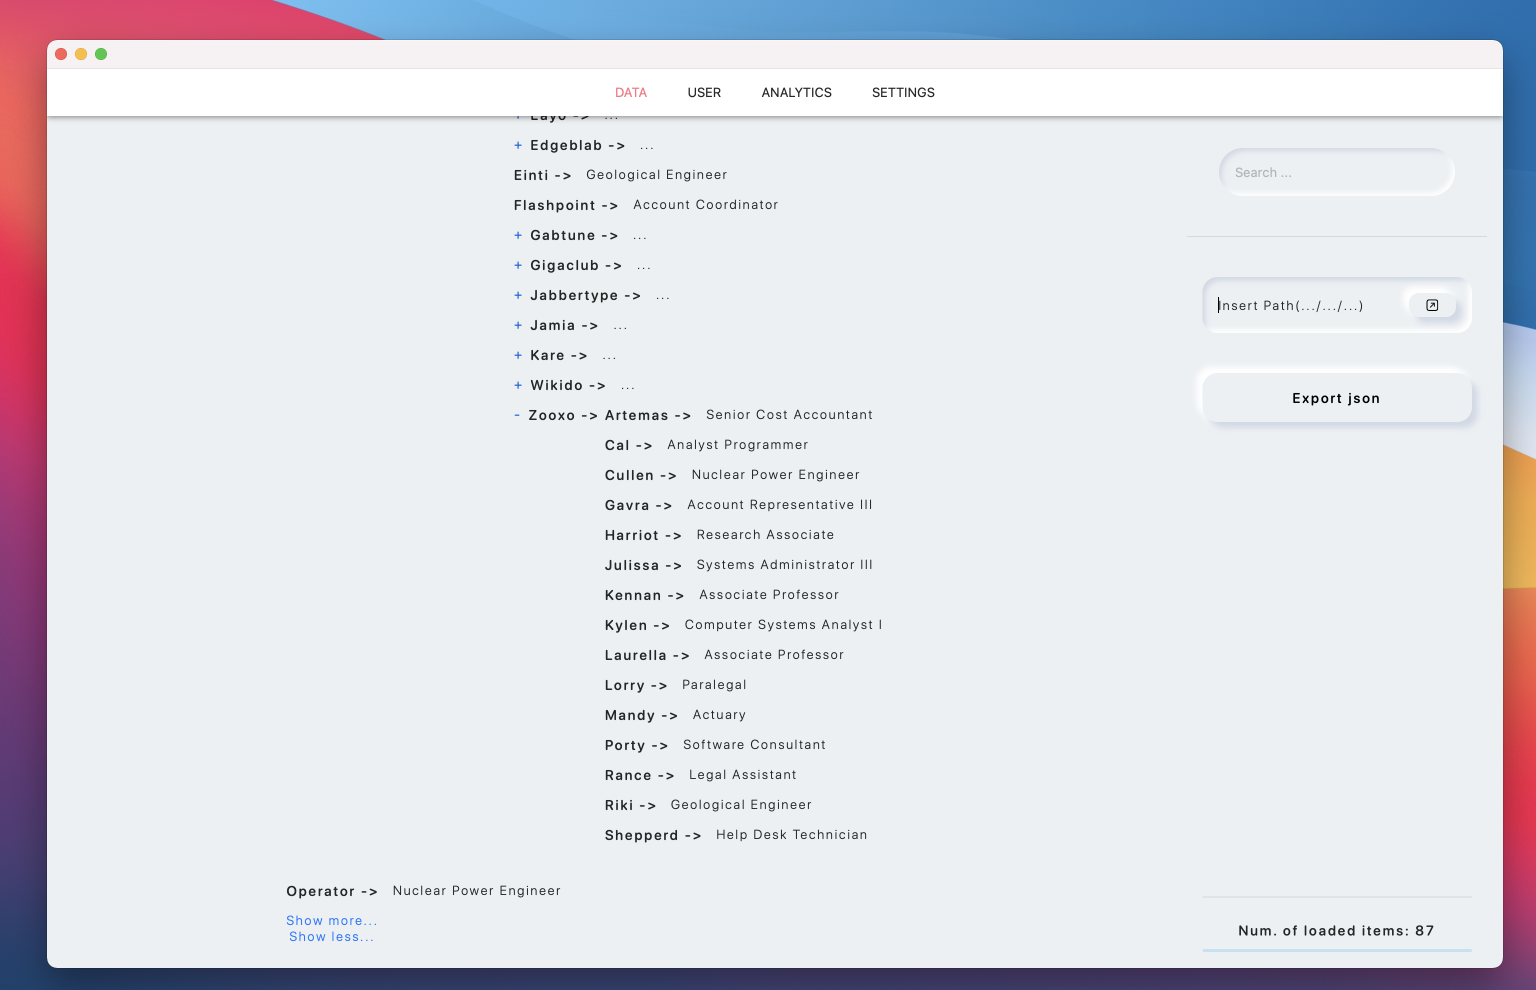 DATA USER ANALYTICS SETTINGS
+ Layo -> ...
+ Edgeblab -> ...
Einti -> Geological Engineer
Flashpoint -> Account Coordinator
+ Gabtune -> ...
+ Gigaclub -> ...
+ Jabbertype -> ...
+ Jamia -> ...
+ Kare -> ...
+ Wikido -> ...
- Zooxo -> Artemas -> Senior Cost Accountant
Cal -> Analyst Programmer
Cullen -> Nuclear Power Engineer
Gavra -> Account Representative III
Harriot -> Research Associate
Julissa -> Systems Administrator III
Kennan -> Associate Professor
Kylen -> Computer Systems Analyst I
Laurella -> Associate Professor
Lorry -> Paralegal
Mandy -> Actuary
Porty -> Software Consultant
Rance -> Legal Assistant
Riki -> Geological Engineer
Shepperd -> Help Desk Technician
Operator -> Nuclear Power Engineer
Show more...
Show less...
Search ...
Insert Path(.../.../...)
Export json
Num. of loaded items: 87